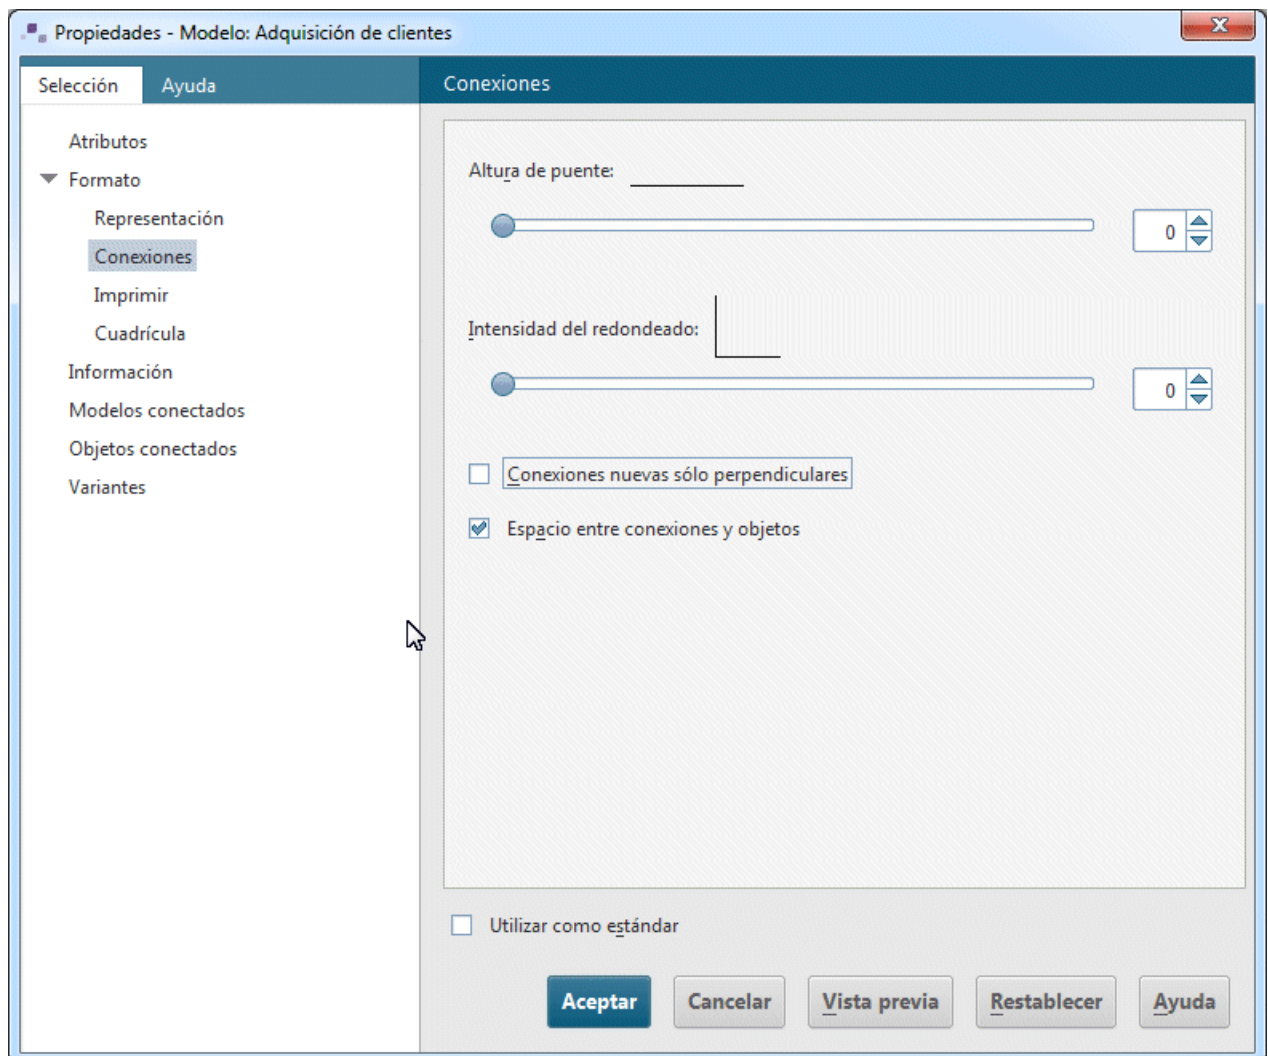 Propiedades - Modelo: Adquisición de clientes
Selección
Ayuda
Conexiones
Atributos
Formato
Representación
Conexiones
Imprimir
Cuadrícula
Información
Modelos conectados
Objetos conectados
Variantes
Altura de puente:
0
Intensidad del redondeado:
0
Conexiones nuevas sólo perpendiculares
Espacio entre conexiones y objetos
Utilizar como estándar
Aceptar
Cancelar
Vista previa
Restablecer
Ayuda